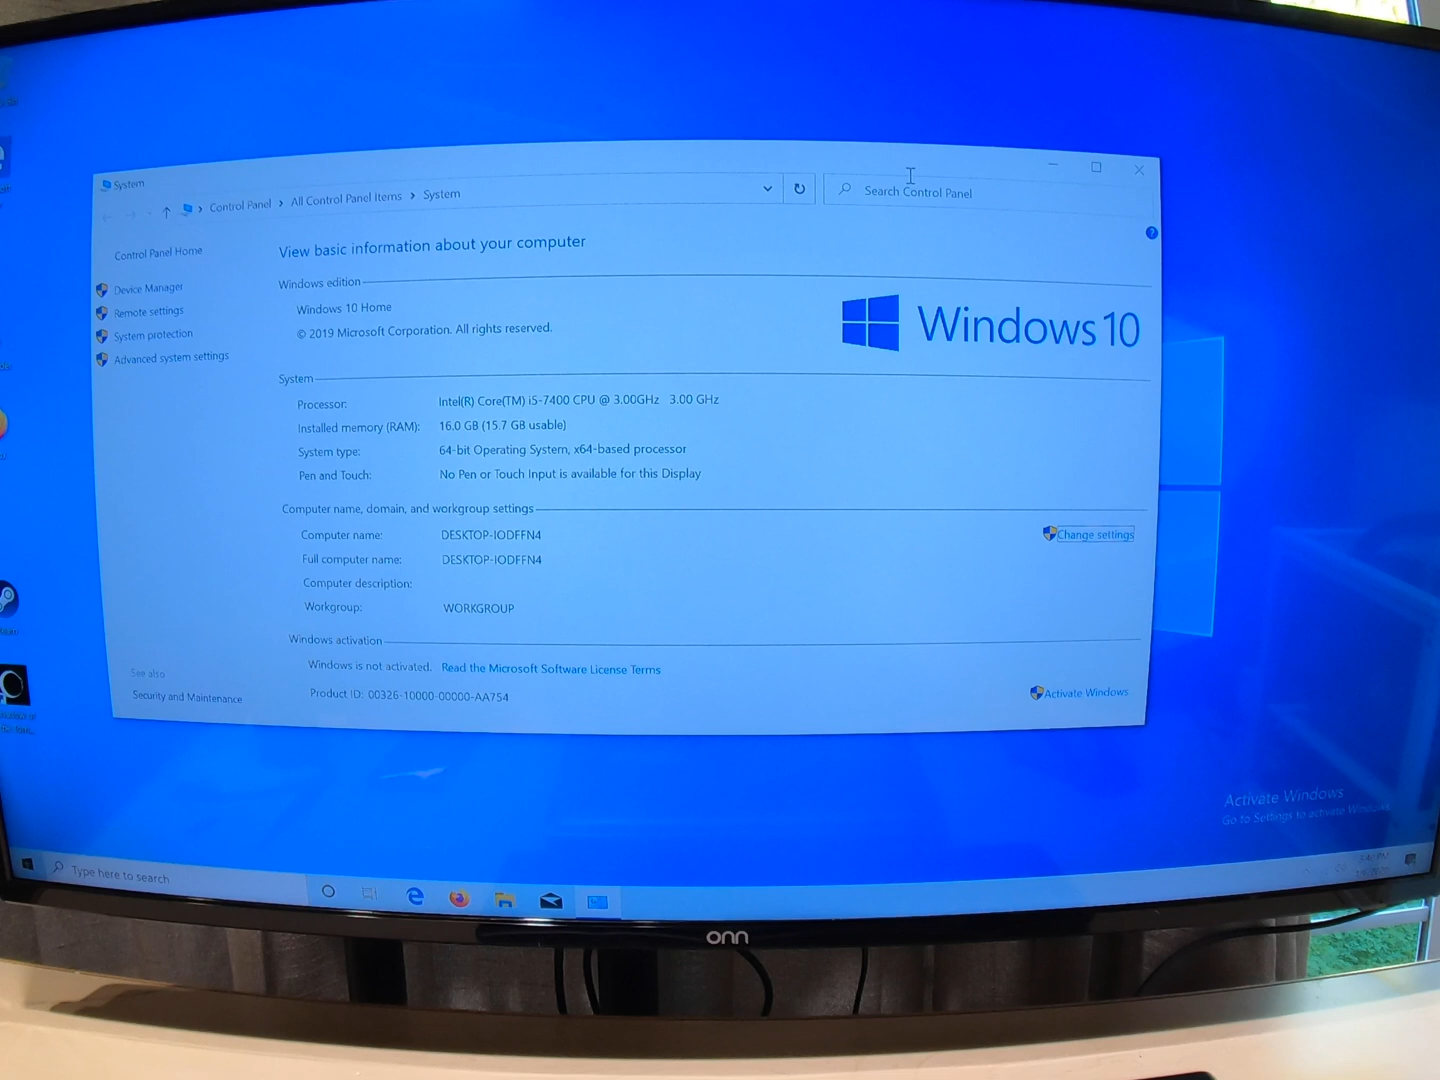 System
Control Panel > All Control Panel Items > System
Search Control Panel
Control Panel Home
Device Manager
Remote settings
System protection
Advanced system settings
See also
Security and Maintenance
View basic information about your computer
Windows edition
Windows 10 Home
© 2019 Microsoft Corporation. All rights reserved.
Windows 10
System
Processor: Intel(R) Core(TM) i5-7400 CPU @ 3.00GHz 3.00 GHz
Installed memory (RAM): 16.0 GB (15.7 GB usable)
System type: 64-bit Operating System, x64-based processor
Pen and Touch: No Pen or Touch Input is available for this Display
Computer name, domain, and workgroup settings
Computer name: DESKTOP-IODFFN4
Change settings
Full computer name: DESKTOP-IODFFN4
Computer description:
Workgroup: WORKGROUP
Windows activation
Windows is not activated. Read the Microsoft Software License Terms
Product ID: 00326-10000-00000-AA754
Activate Windows
Activate Windows
Go to Settings to activate Windows.
Type here to search
onn